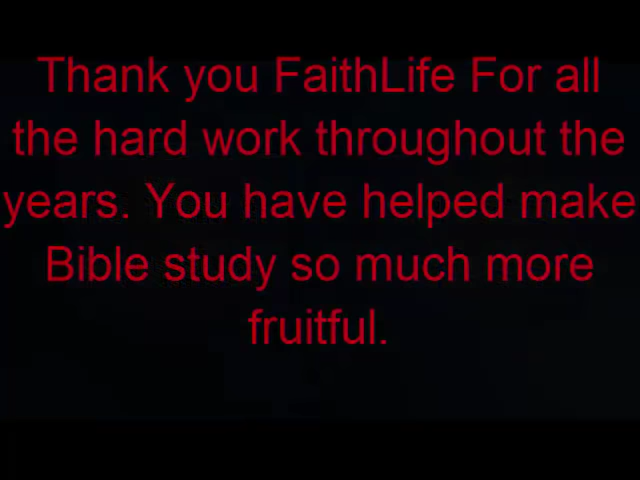 Thank you FaithLife For all
the hard work throughout the
years. You have helped make
Bible study so much more
fruitful.